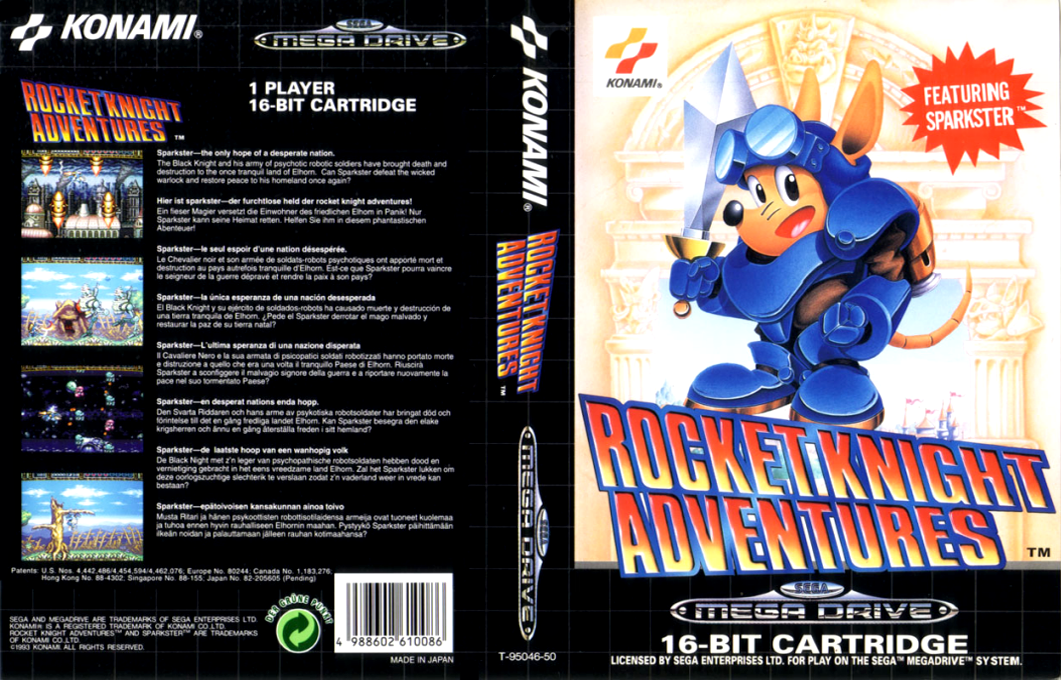 KONAMI®
SEGA
MEGA DRIVE
ROCKET KNIGHT
ADVENTURES ™
1 PLAYER
16-BIT CARTRIDGE
Sparkster—the only hope of a desperate nation.
The Black Knight and his army of psychotic robotic soldiers have brought death and
destruction to the once tranquil land of Elhorn. Can Sparkster defeat the wicked
warlock and restore peace to his homeland once again?
Hier ist sparkster—der furchtlose held der rocket knight adventures!
Ein fieser Magier versetzt die Einwohner des friedlichen Elhorn in Panik! Nur
Sparkster kann seine Heimat retten. Helfen Sie ihm in diesem phantastischen
Abenteuer!
Sparkster—le seul espoir d'une nation désespérée.
Le Chevalier noir et son armée de soldats-robots psychotiques ont apporté mort et
destruction au pays autrefois tranquille d'Elhorn. Est-ce que Sparkster pourra vaincre
le seigneur de la guerre dépravé et rendre la paix à son pays?
Sparkster—la única esperanza de una nación desesperada
El Black Knight y su ejército de soldados-robots ha causado muerte y destrucción de
una tierra tranquila de Elhorn. ¿Pede el Sparkster derrotar el mago malvado y
restaurar la paz de su tierra natal?
Sparkster—L'ultima speranza di una nazione disperata
Il Cavaliere Nero e la sua armata di psicopatici soldati robotizzati hanno portato morte
e distruzione a quello che era una volta il tranquillo Paese di Elhorn. Riuscirà
Sparkster a sconfiggere il malvagio signore della guerra e a riportare nuovamente la
pace nel suo tormentato Paese?
Sparkster—en desperat nations enda hopp.
Den Svarta Riddaren och hans arme av psykotiska robotsoldater har bringat död och
förintelse till det en gång fredliga landet Elhorn. Kan Sparkster besegra den elake
krigsherren och ännu en gång återställa freden i sitt hemland?
Sparkster—de laatste hoop van een wanhopig volk
De Black Night met z'n leger van psychopathische robotsoldaten hebben dood en
vernietiging gebracht in het eens vreedzame land Elhorn. Zal het Sparkster lukken om
deze oorlogszuchtige slechterik te verslaan zodat z'n vaderland weer in vrede kan
bestaan?
Sparkster—epätoivoisen kansakunnan ainoa toivo
Musta Ritari ja hänen psykoottisten robottisotilaidensa armeija ovat tuoneet kuolemaa
ja tuhoa ennen hyvin rauhalliseen Elhornin maahan. Pystyykö Sparkster päihittämään
ilkeän noidan ja palauttamaan jälleen rauhan kotimaahansa?
Patents: U.S. Nos. 4,442,486/4,454,594/4,462,076; Europe No. 80244; Canada No. 1,183,276;
Hong Kong No. 88-4302; Singapore No. 88-155; Japan No. 82-205605 (Pending)
SEGA AND MEGADRIVE ARE TRADEMARKS OF SEGA ENTERPRISES LTD.
KONAMI® IS A REGISTERED TRADEMARK OF KONAMI CO.,LTD.
ROCKET KNIGHT ADVENTURES™ AND SPARKSTER™ ARE TRADEMARKS
OF KONAMI CO.,LTD.
©1993 KONAMI ALL RIGHTS RESERVED.
DER GRÜNE PUNKT
4 988602 610086
MADE IN JAPAN
KONAMI®
ROCKET KNIGHT
ADVENTURES ™
SEGA
MEGA DRIVE
T-95046-50
KONAMI®
FEATURING
SPARKSTER™
ROCKET KNIGHT
ADVENTURES ™
SEGA
MEGA DRIVE
16-BIT CARTRIDGE
LICENSED BY SEGA ENTERPRISES LTD. FOR PLAY ON THE SEGA™ MEGADRIVE™ SYSTEM.